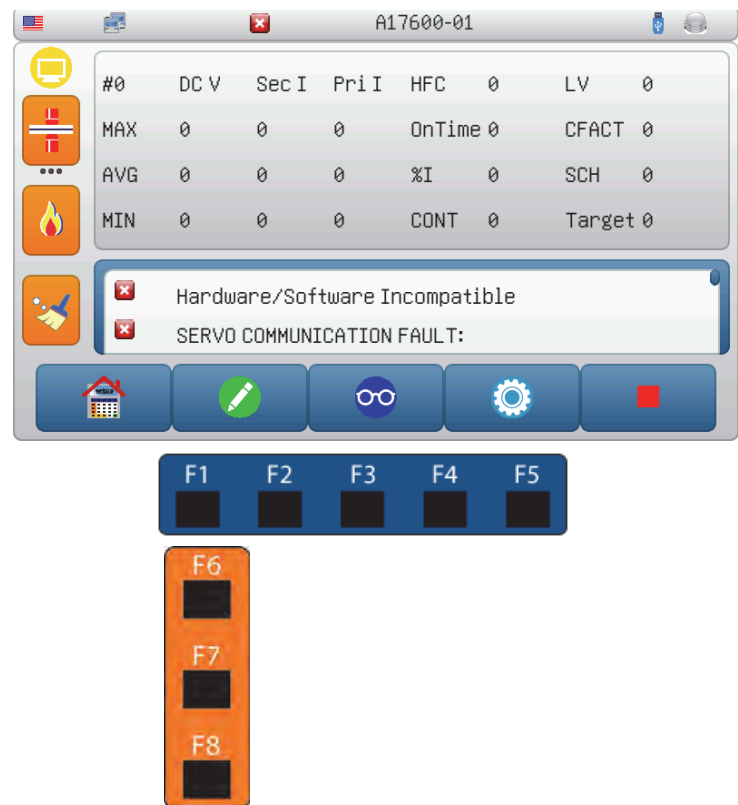 A17600-01
#0 DC V Sec I Pri I HFC 0 LV 0
MAX 0 0 0 OnTime 0 CFACT 0
AVG 0 0 0 %I 0 SCH 0
MIN 0 0 0 CONT 0 Target 0
Hardware/Software Incompatible
SERVO COMMUNICATION FAULT:
F1 F2 F3 F4 F5
F6
F7
F8